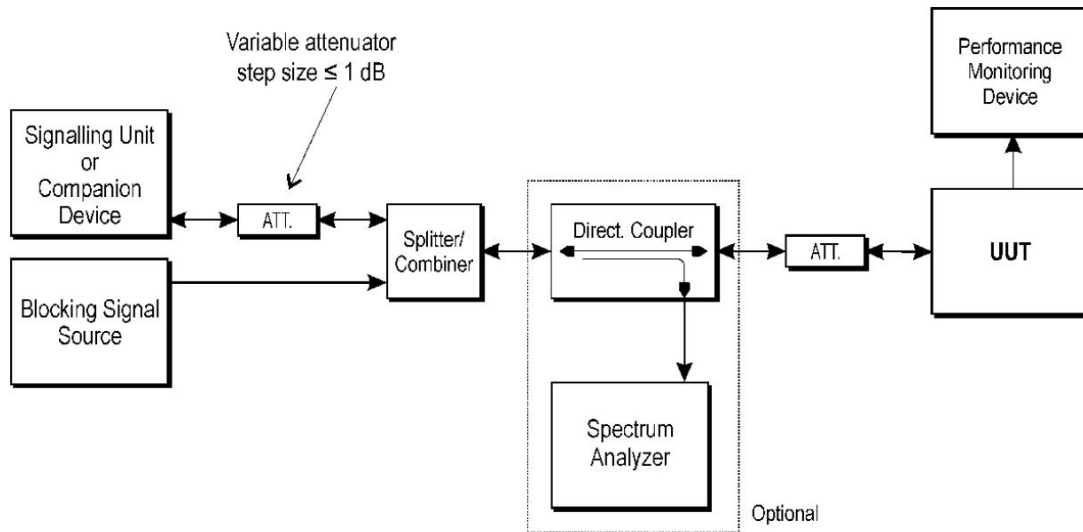 Variable attenuator
step size ≤ 1 dB
Performance
Monitoring
Device
Signalling Unit
or
Companion
Device
ATT.
Splitter/
Combiner
Direct. Coupler
ATT.
UUT
Blocking Signal
Source
Spectrum
Analyzer
Optional